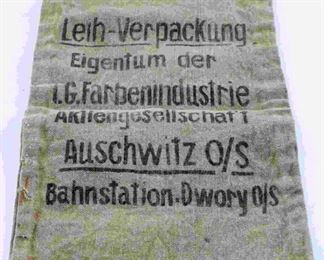 Leih-Verpackung
Eigentum der
I.G.Farbenindustrie
Aktiengesellschaft
Auschwitz O/S
Bahnstation.Dwory O/S